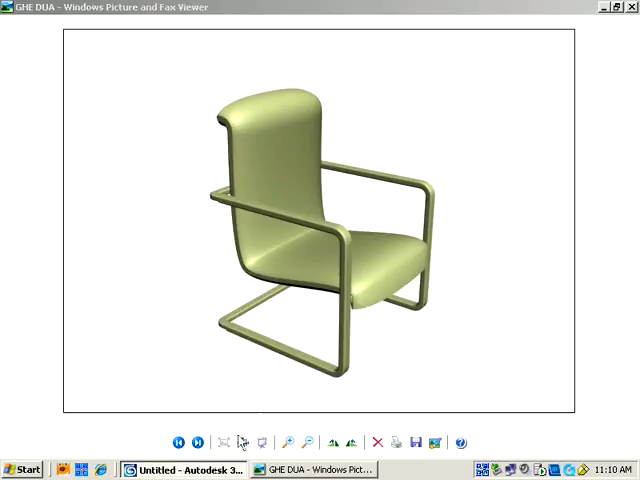 GHE DUA - Windows Picture and Fax Viewer
Start
Untitled - Autodesk 3...
GHE DUA - Windows Pict...
11:10 AM